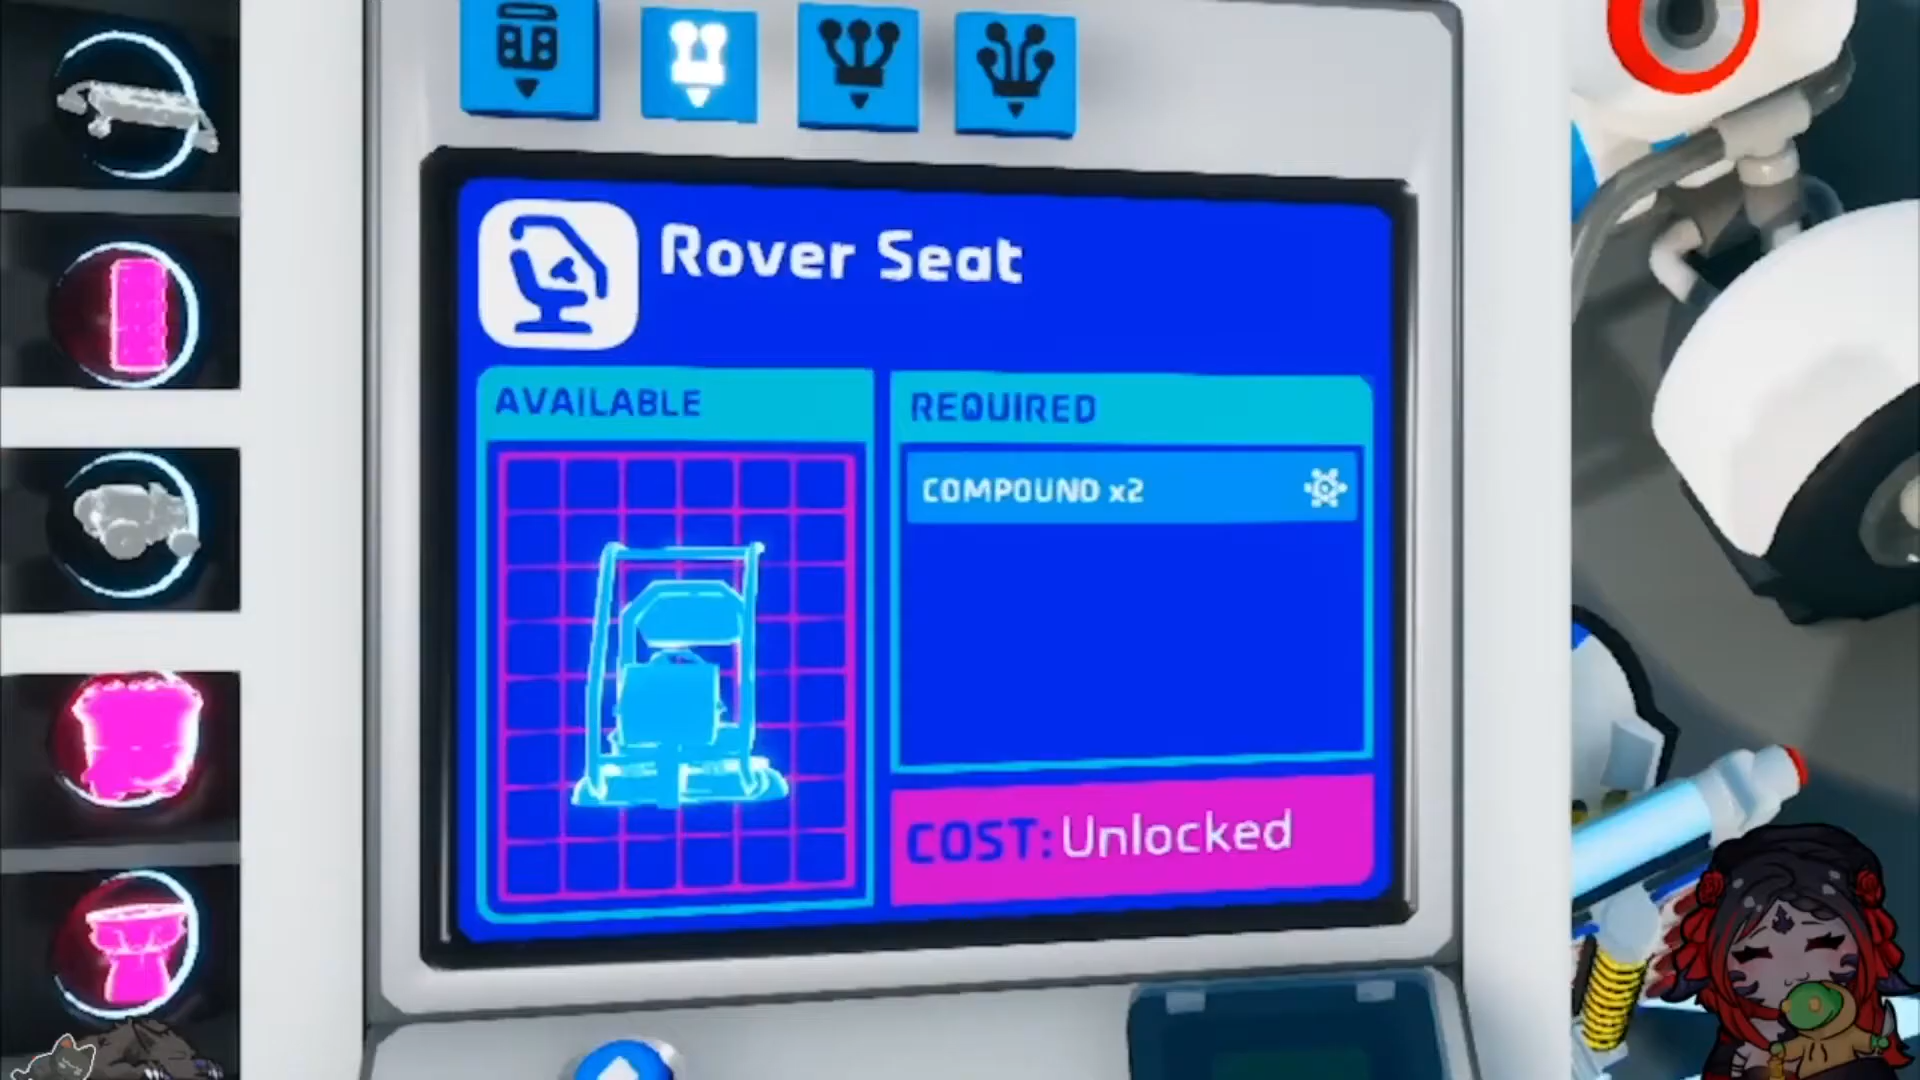 Rover Seat
AVAILABLE
REQUIRED
COMPOUND x2
COST: Unlocked